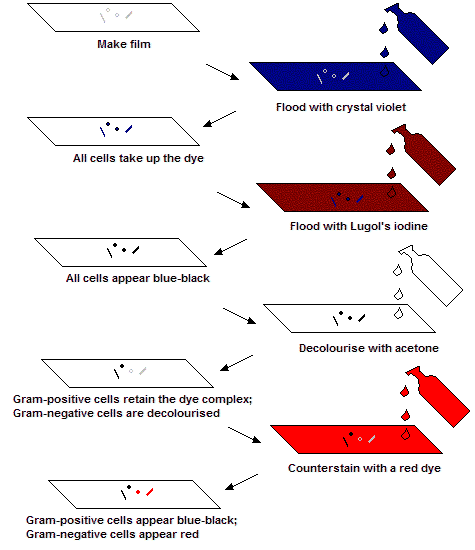 Make film
Flood with crystal violet
All cells take up the dye
Flood with Lugol's iodine
All cells appear blue-black
Decolourise with acetone
Gram-positive cells retain the dye complex;
Gram-negative cells are decolourised
Counterstain with a red dye
Gram-positive cells appear blue-black;
Gram-negative cells appear red